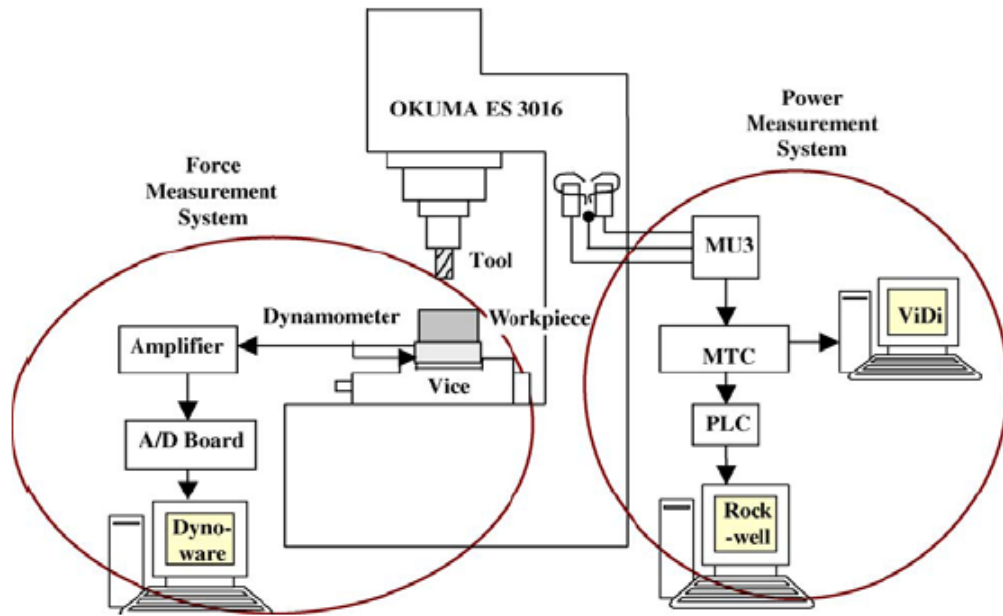 OKUMA ES 3016
Power
Measurement
System
Force
Measurement
System
MU3
Tool
ViDi
Dynamometer
Workpiece
Amplifier
MTC
Vice
PLC
A/D Board
Dyno-
ware
Rock
-well